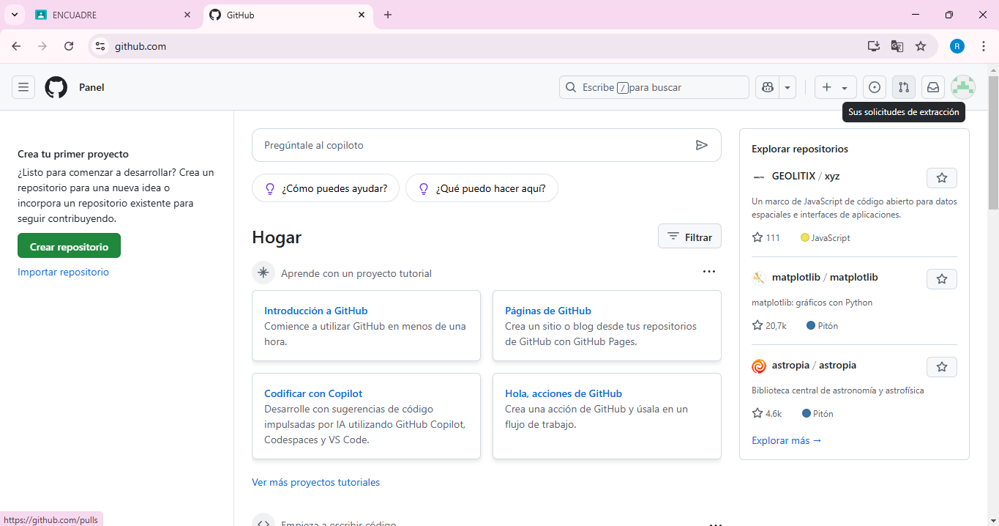 ENCUADRE
GitHub
github.com
R
Panel
Escribe / para buscar
Sus solicitudes de extracción
Crea tu primer proyecto
¿Listo para comenzar a desarrollar? Crea un
repositorio para una nueva idea o
incorpora un repositorio existente para
seguir contribuyendo.
Crear repositorio
Importar repositorio
Pregúntale al copiloto
¿Cómo puedes ayudar?
¿Qué puedo hacer aquí?
Hogar
Filtrar
Aprende con un proyecto tutorial
Introducción a GitHub
Comience a utilizar GitHub en menos de una
hora.
Páginas de GitHub
Crea un sitio o blog desde tus repositorios
de GitHub con GitHub Pages.
Codificar con Copilot
Desarrolle con sugerencias de código
impulsadas por IA utilizando GitHub Copilot,
Codespaces y VS Code.
Hola, acciones de GitHub
Crea una acción de GitHub y úsala en un
flujo de trabajo.
Ver más proyectos tutoriales
Empieza a escribir código
Explorar repositorios
GEOLITIX / xyz
Un marco de JavaScript de código abierto para datos
espaciales e interfaces de aplicaciones.
111 JavaScript
matplotlib / matplotlib
matplotlib: gráficos con Python
20,7k Pitón
astropia / astropia
Biblioteca central de astronomía y astrofísica
4.6k Pitón
Explorar más →
https://github.com/pulls